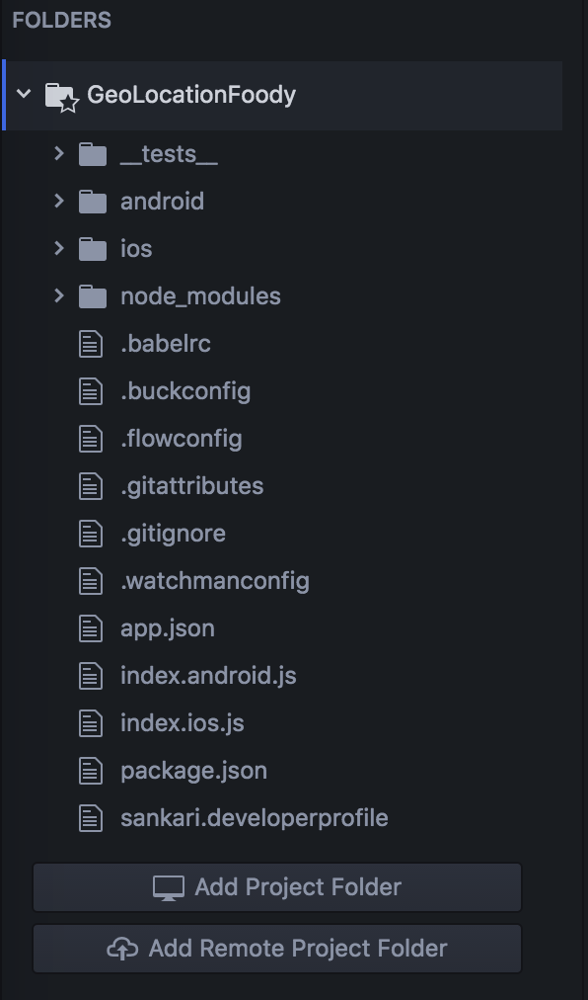 FOLDERS
GeoLocationFoody
__tests__
android
ios
node_modules
.babelrc
.buckconfig
.flowconfig
.gitattributes
.gitignore
.watchmanconfig
app.json
index.android.js
index.ios.js
package.json
sankari.developerprofile
Add Project Folder
Add Remote Project Folder